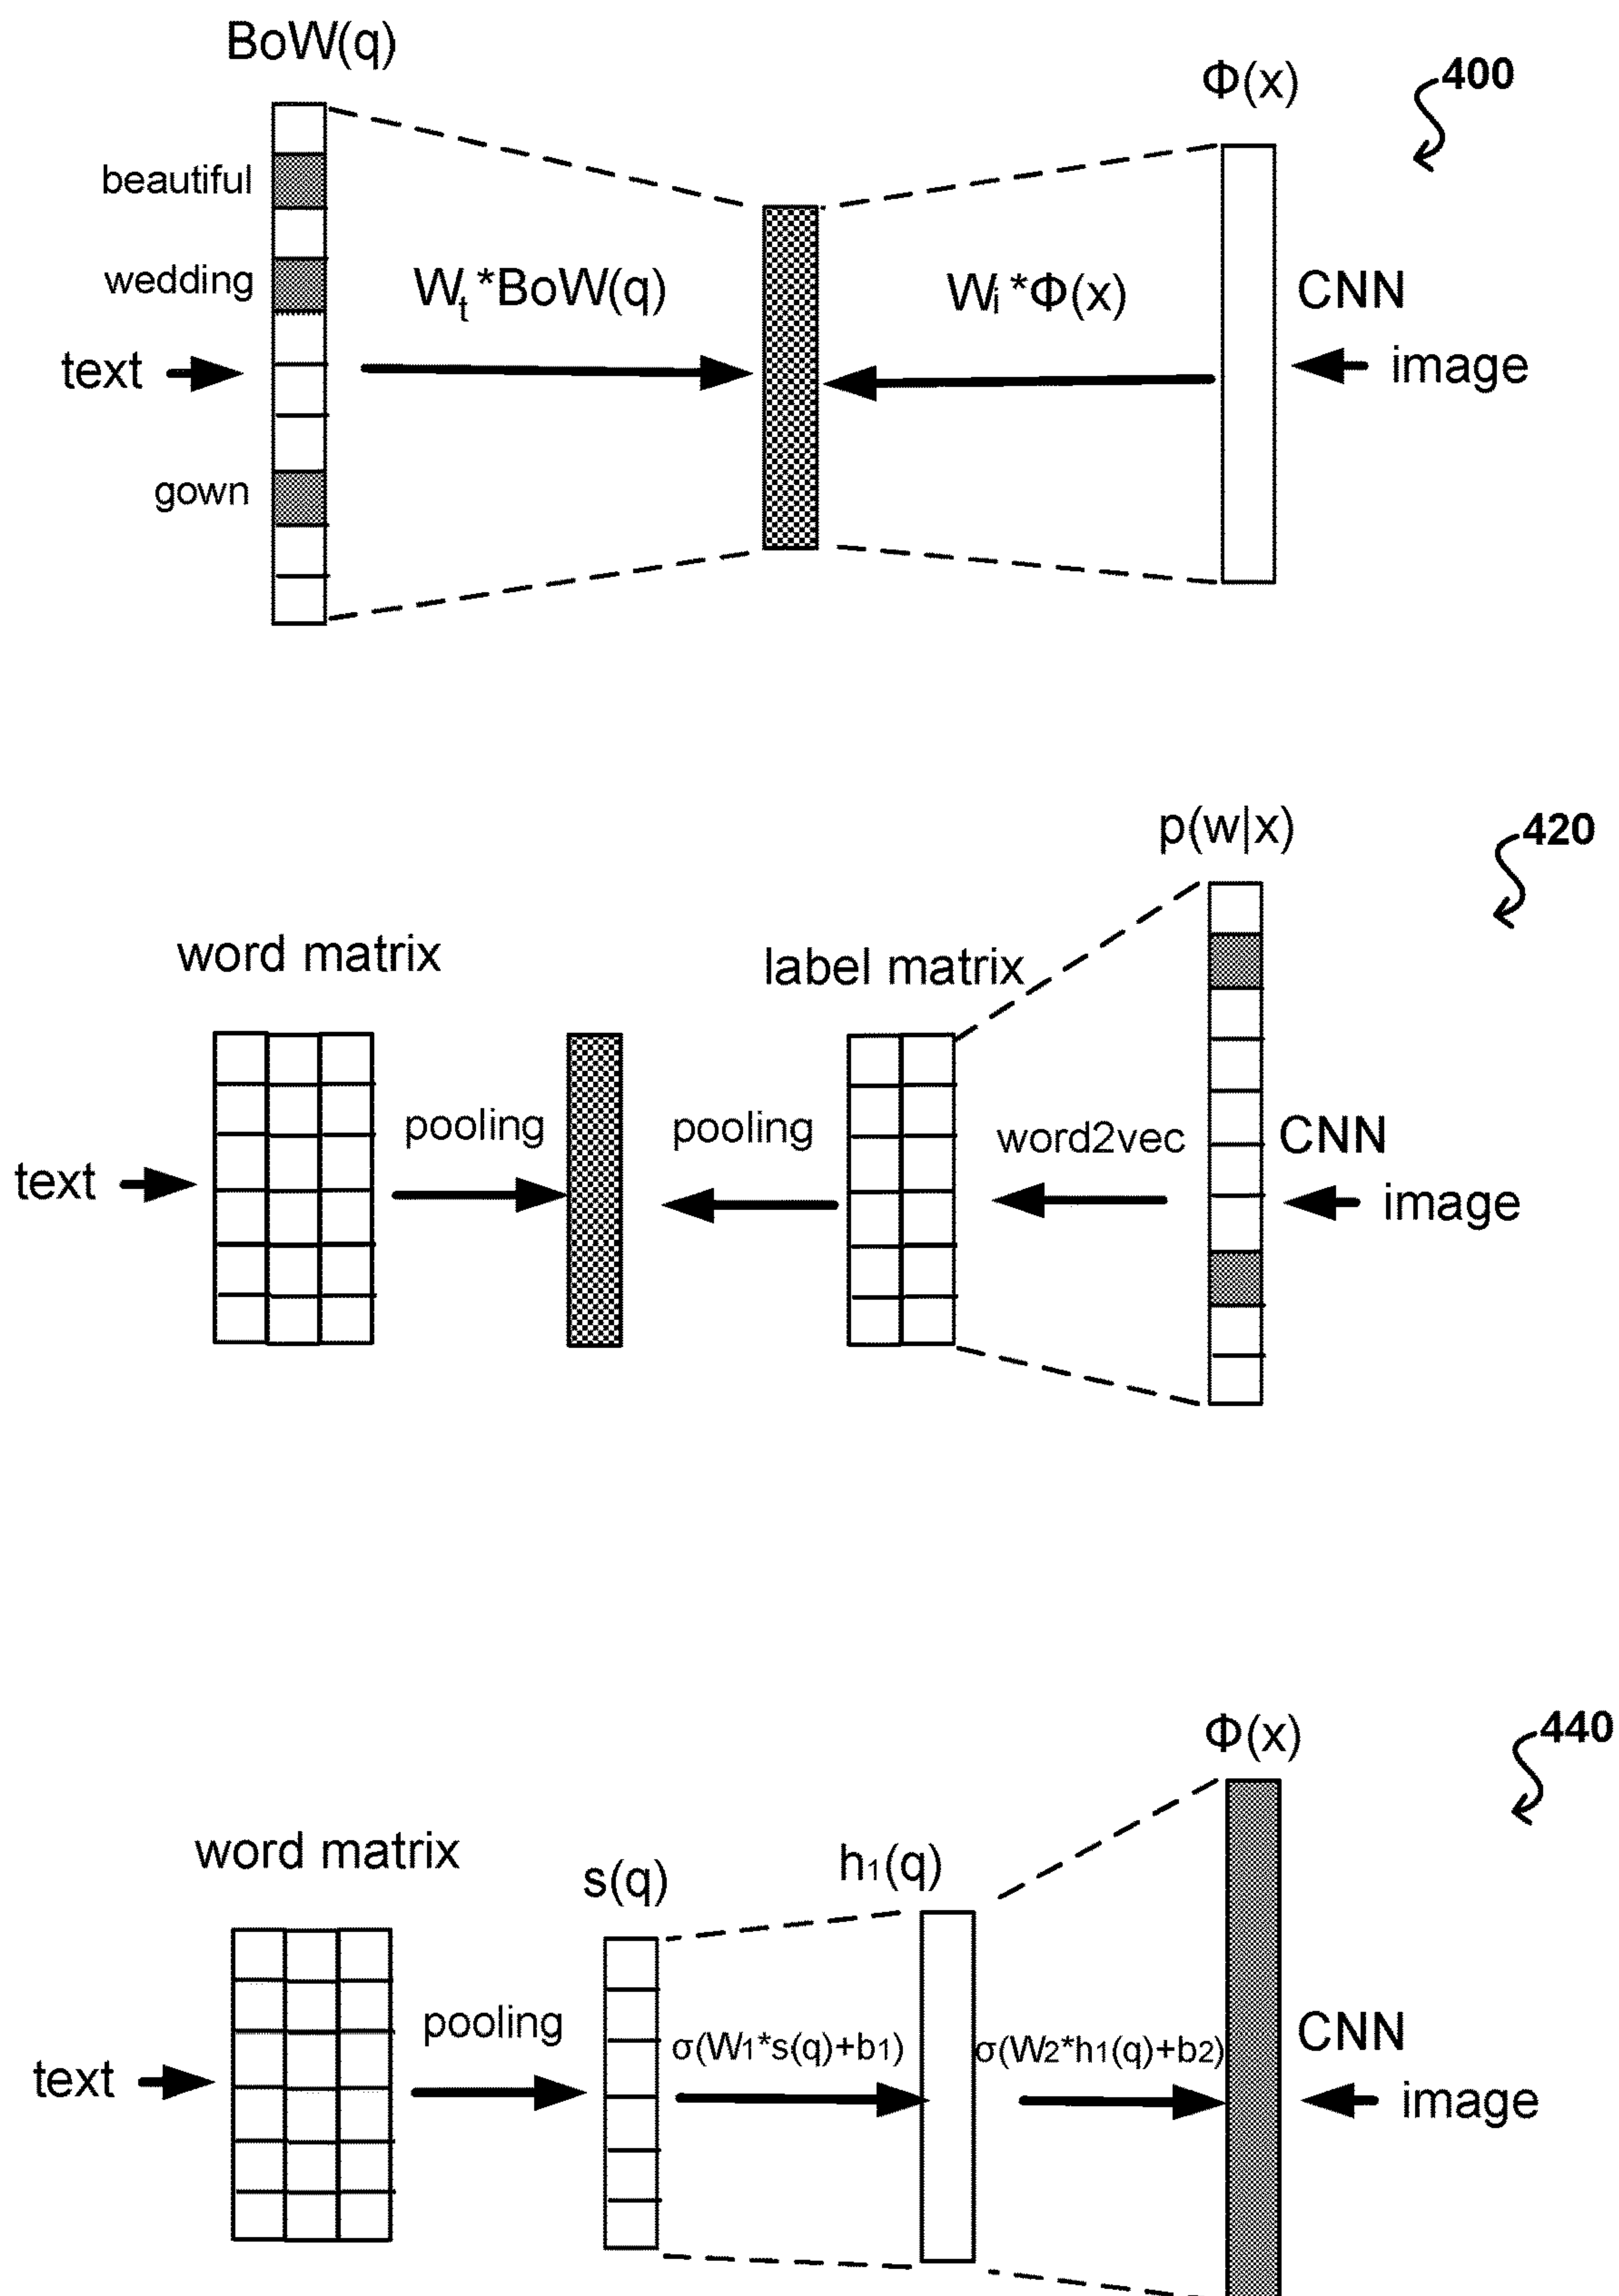 BoW(q)
Φ(x)
400
beautiful
wedding
Wt*BoW(q)
Wi*Φ(x)
CNN
text
image
gown
p(w|x)
420
word matrix
label matrix
pooling
pooling
word2vec
CNN
text
image
Φ(x)
440
word matrix
s(q)
h1(q)
pooling
σ(W1*s(q)+b1)
σ(W2*h1(q)+b2)
CNN
text
image